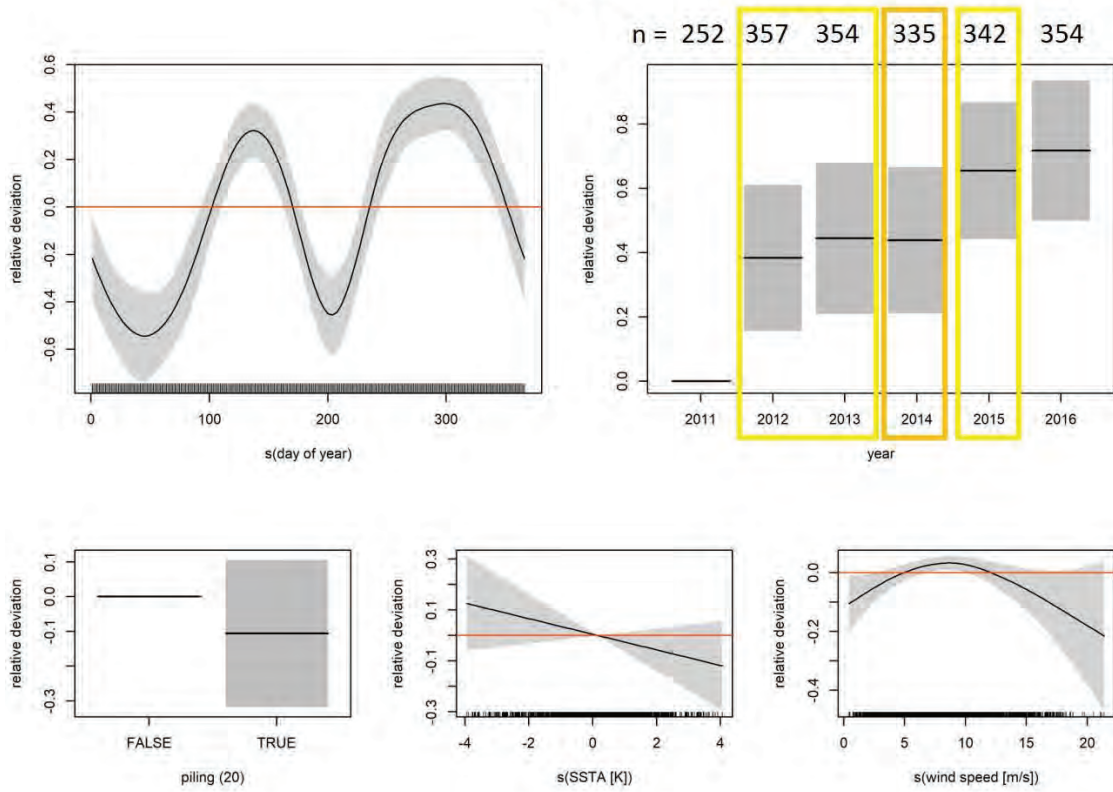 n = 252 357 354 335 342 354
relative deviation
0.6
0.4
0.2
0.0
-0.2
-0.4
-0.6
0 100 200 300
s(day of year)
relative deviation
0.8
0.6
0.4
0.2
0.0
2011 2012 2013 2014 2015 2016
year
relative deviation
0.1
0.0
-0.1
-0.3
FALSE TRUE
piling (20)
relative deviation
0.3
0.1
-0.1
-0.3
-4 -2 0 2 4
s(SSTA [K])
relative deviation
0.0
-0.2
-0.4
0 5 10 15 20
s(wind speed [m/s])